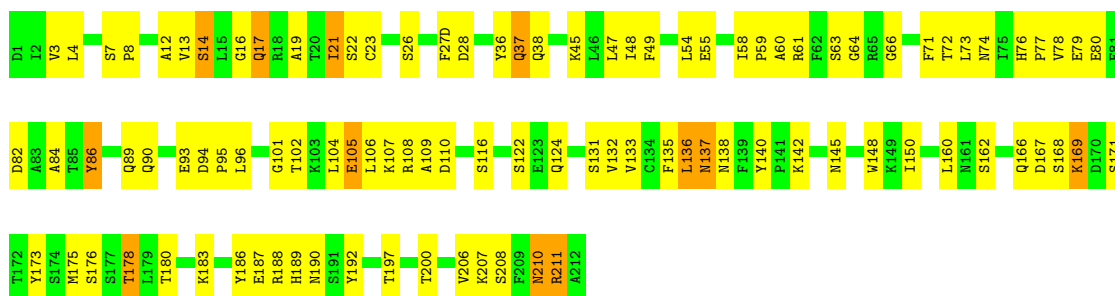 D1 I2 V3 L4 S7 P8 A12 V13 S14 L15 G16 Q17 R18 A19 T20 I21 S22 C23 S26 F27D D28 Y36 Q37 Q38 K45 L46 L47 I48 F49 L54 E55 I58 P59 A60 R61 F62 S63 G64 R65 G66 F71 T72 L73 N74 I75 H76 P77 V78 E79 E80
D82 A83 A84 T85 Y86 Q89 Q90 E93 D94 P95 L96 G101 T102 K103 L104 E105 L106 K107 R108 A109 D110 S116 S122 E123 Q124 S131 V132 V133 C134 F135 L136 N137 N138 F139 Y140 P141 K142 N145 W148 K149 I150 L160 N161 S162 Q166 D167 S168 K169 D170
T172 Y173 S174 M175 S176 S177 T178 L179 T180 K183 Y186 E187 R188 H189 N190 S191 Y192 T197 T200 V206 K207 S208 F209 N210 R211 A212